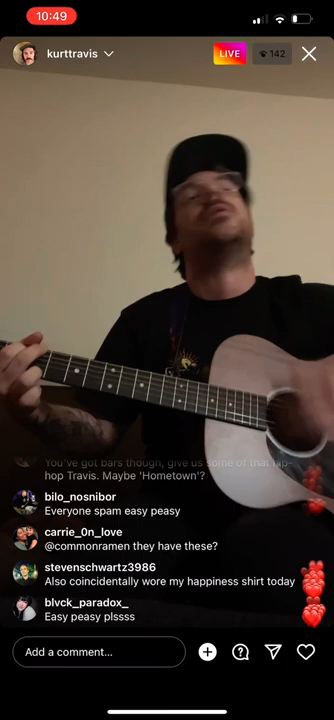 10:49
kurttravis
LIVE
142
You've got bars though, give us some of that hip-
hop Travis. Maybe 'Hometown'?
bilo_nosnibor
Everyone spam easy peasy
carrie_0n_love
@commonramen they have these?
stevenschwartz3986
Also coincidentally wore my happiness shirt today
blvck_paradox_
Easy peasy plssss
Add a comment...